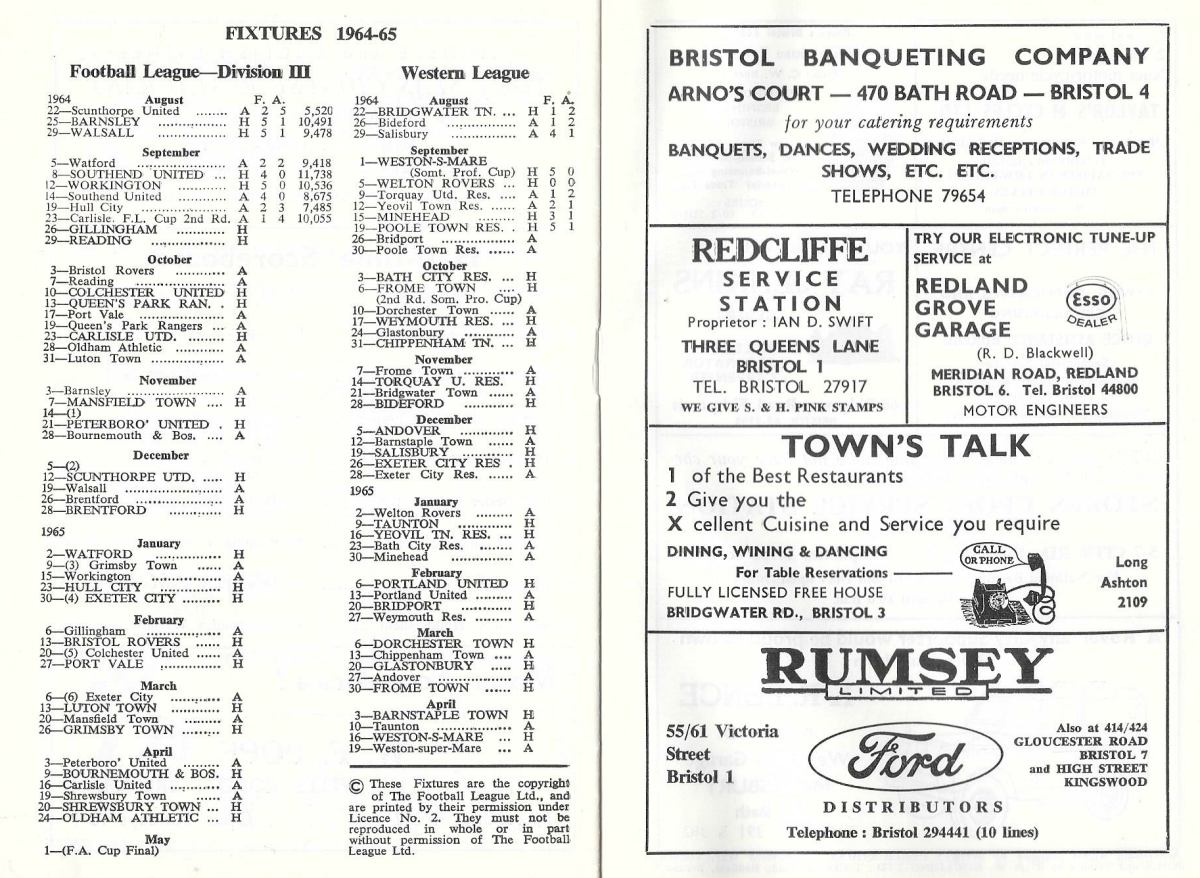 FIXTURES 1964-65
Football League—Division III
1964 August F. A.
22—Scunthorpe United ........ A 2 5 5,520
25—BARNSLEY ............... H 5 1 10,491
29—WALSALL ................ H 5 1 9,478
September
5—Watford ..................... A 2 2 9,418
8—SOUTHEND UNITED ... H 4 0 11,738
12—WORKINGTON ............ H 5 0 10,536
14—Southend United ......... A 4 0 8,675
19—Hull City .................. A 2 3 7,485
23—Carlisle. F.L. Cup 2nd Rd. A 1 4 10,055
26—GILLINGHAM ............ H
29—READING .................. H
October
3—Bristol Rovers ............ A
7—Reading ..................... A
10—COLCHESTER UNITED H
13—QUEEN'S PARK RAN. . H
17—Port Vale .................. A
19—Queen's Park Rangers ... A
23—CARLISLE UTD. ......... H
28—Oldham Athletic ......... A
31—Luton Town ............... A
November
3—Barnsley ..................... A
7—MANSFIELD TOWN .... H
14—(1)
21—PETERBORO' UNITED . H
28—Bournemouth & Bos. .... A
December
5—(2)
12—SCUNTHORPE UTD. ..... H
19—Walsall ..................... A
26—Brentford .................. A
28—BRENTFORD ............... H
1965
January
2—WATFORD ............... H
9—(3) Grimsby Town ...... A
15—Workington ............... A
23—HULL CITY ............... H
30—(4) EXETER CITY ...... H
February
6—Gillingham .................. A
13—BRISTOL ROVERS ...... H
20—(5) Colchester United ...... A
27—PORT VALE ............... H
March
6—(6) Exeter City ............ A
13—LUTON TOWN ............ H
20—Mansfield Town ......... A
26—GRIMSBY TOWN ......... H
April
3—Peterboro' United ......... A
9—BOURNEMOUTH & BOS. H
16—Carlisle United ............ A
19—Shrewsbury Town ......... A
20—SHREWSBURY TOWN ... H
24—OLDHAM ATHLETIC ... H
May
1—(F.A. Cup Final)
Western League
1964 August F. A.
22—BRIDGWATER TN. ... H 1 2
26—Bideford .................. A 1 2
29—Salisbury .................. A 4 1
September
1—WESTON-S-MARE
(Somt. Prof. Cup) H 5 0
5—WELTON ROVERS ... H 0 0
9—Torquay Utd. Res. .... A 1 2
12—Yeovil Town Res. ...... A 2 1
15—MINEHEAD ......... H 3 1
19—POOLE TOWN RES. . H 5 1
26—Bridport .................. A
30—Poole Town Res. ...... A
October
3—BATH CITY RES. ... H
6—FROME TOWN ...... H
(2nd Rd. Som. Pro. Cup)
10—Dorchester Town ...... A
17—WEYMOUTH RES. ... H
24—Glastonbury ............ A
31—CHIPPENHAM TN. ... H
November
7—Frome Town ............ A
14—TORQUAY U. RES. H
21—Bridgwater Town ...... A
28—BIDEFORD ............ H
December
5—ANDOVER ............ H
12—Barnstaple Town ...... A
19—SALISBURY ............ H
26—EXETER CITY RES . H
28—Exeter City Res. ...... A
1965
January
2—Welton Rovers ......... A
9—TAUNTON ............ H
16—YEOVIL TN. RES. ... H
23—Bath City Res. ......... A
30—Minehead ............... A
February
6—PORTLAND UNITED H
13—Portland United ......... A
20—BRIDPORT ............ H
27—Weymouth Res. ......... A
March
6—DORCHESTER TOWN H
13—Chippenham Town .... A
20—GLASTONBURY ..... H
27—Andover .................. A
30—FROME TOWN ...... H
April
3—BARNSTAPLE TOWN H
10—Taunton .................. A
16—WESTON-S-MARE ... H
19—Weston-super-Mare ... A
© These Fixtures are the copyright
of The Football League Ltd., and
are printed by their permission under
Licence No. 2. They must not be
reproduced in whole or in part
without permission of The Football
League Ltd.
BRISTOL BANQUETING COMPANY
ARNO'S COURT — 470 BATH ROAD — BRISTOL 4
for your catering requirements
BANQUETS, DANCES, WEDDING RECEPTIONS, TRADE
SHOWS, ETC. ETC.
TELEPHONE 79654
REDCLIFFE
SERVICE
STATION
Proprietor : IAN D. SWIFT
THREE QUEENS LANE
BRISTOL 1
TEL. BRISTOL 27917
WE GIVE S. & H. PINK STAMPS
TRY OUR ELECTRONIC TUNE-UP
SERVICE at
REDLAND
GROVE
GARAGE
Esso
DEALER
(R. D. Blackwell)
MERIDIAN ROAD, REDLAND
BRISTOL 6. Tel. Bristol 44800
MOTOR ENGINEERS
TOWN'S TALK
1 of the Best Restaurants
2 Give you the
X cellent Cuisine and Service you require
DINING, WINING & DANCING
For Table Reservations
FULLY LICENSED FREE HOUSE
BRIDGWATER RD., BRISTOL 3
CALL
OR PHONE
Long
Ashton
2109
RUMSEY
LIMITED
55/61 Victoria
Street
Bristol 1
Ford
Also at 414/424
GLOUCESTER ROAD
BRISTOL 7
and HIGH STREET
KINGSWOOD
DISTRIBUTORS
Telephone : Bristol 294441 (10 lines)